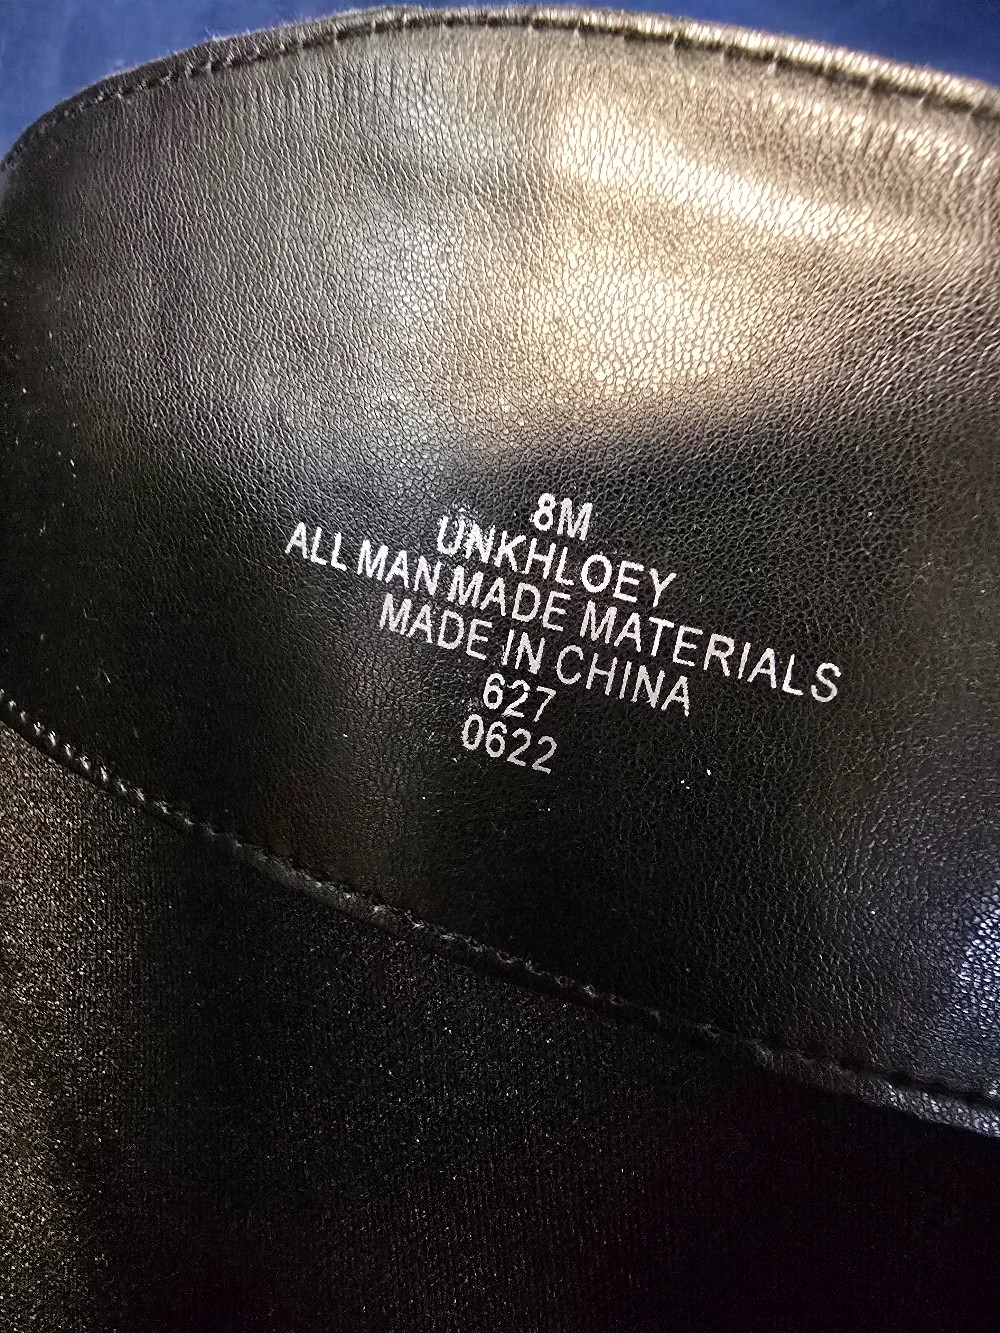 8M
UNKHLOEY
ALL MAN MADE MATERIALS
MADE IN CHINA
627
0622